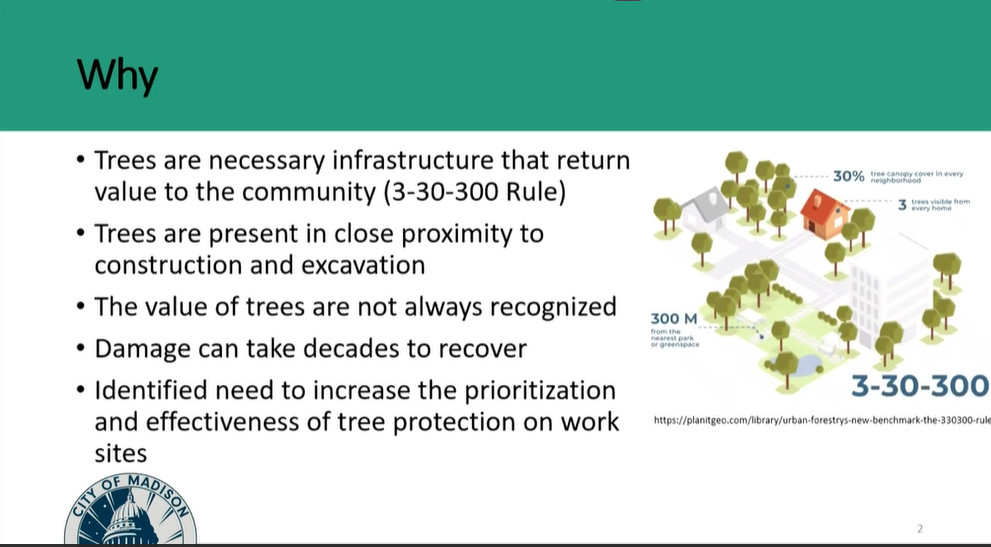 Why
• Trees are necessary infrastructure that return
value to the community (3-30-300 Rule)
• Trees are present in close proximity to
construction and excavation
• The value of trees are not always recognized
• Damage can take decades to recover
• Identified need to increase the prioritization
and effectiveness of tree protection on work
sites
30% tree canopy cover in every
neighborhood
3 trees visible from
every home
300 M
from the
nearest park
or greenspace
3-30-300
https://planitgeo.com/library/urban-forestrys-new-benchmark-the-330300-rule
CITY OF MADISON
2